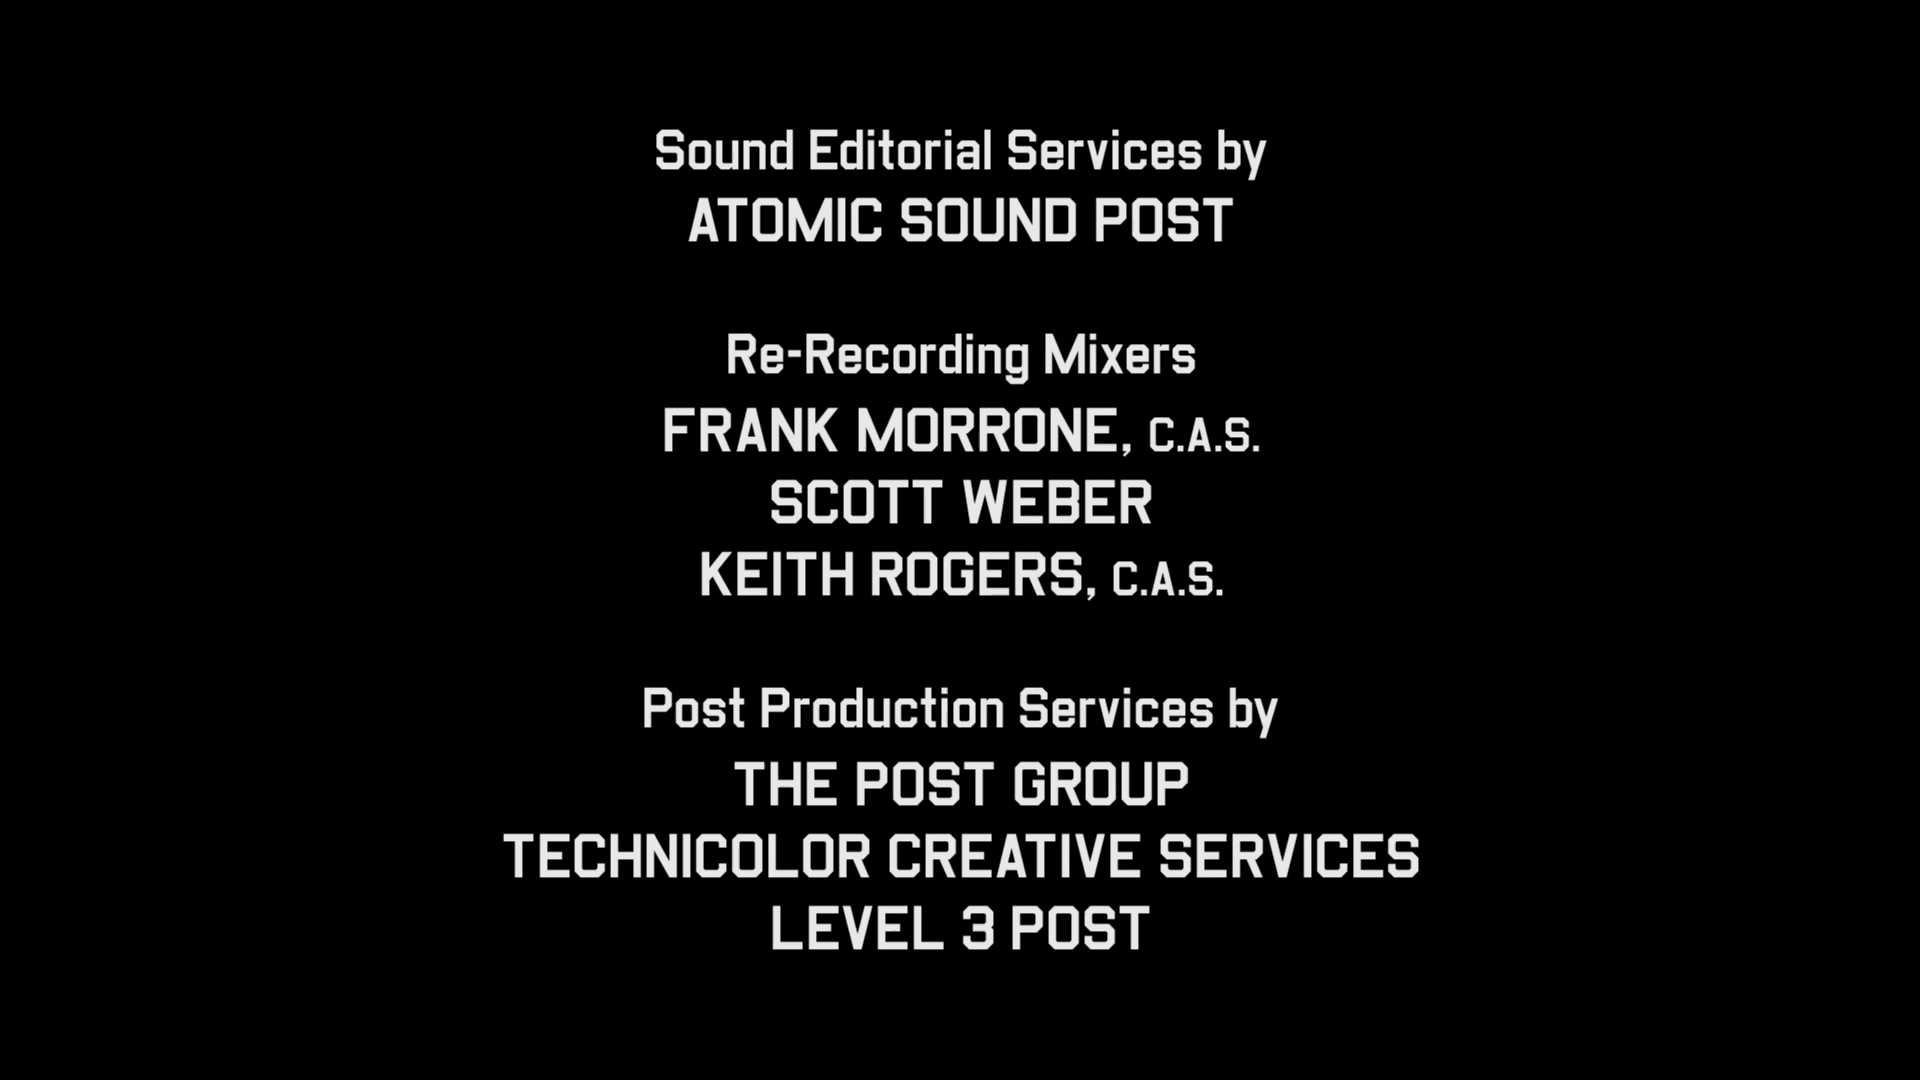 Sound Editorial Services by
ATOMIC SOUND POST
Re-Recording Mixers
FRANK MORRONE, C.A.S.
SCOTT WEBER
KEITH ROGERS, C.A.S.
Post Production Services by
THE POST GROUP
TECHNICOLOR CREATIVE SERVICES
LEVEL 3 POST